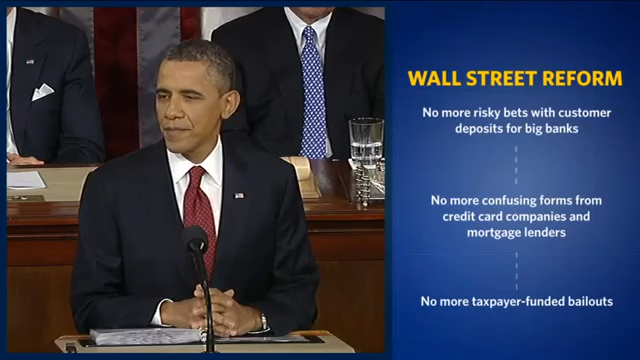 WALL STREET REFORM
No more risky bets with customer
deposits for big banks
No more confusing forms from
credit card companies and
mortgage lenders
No more taxpayer-funded bailouts